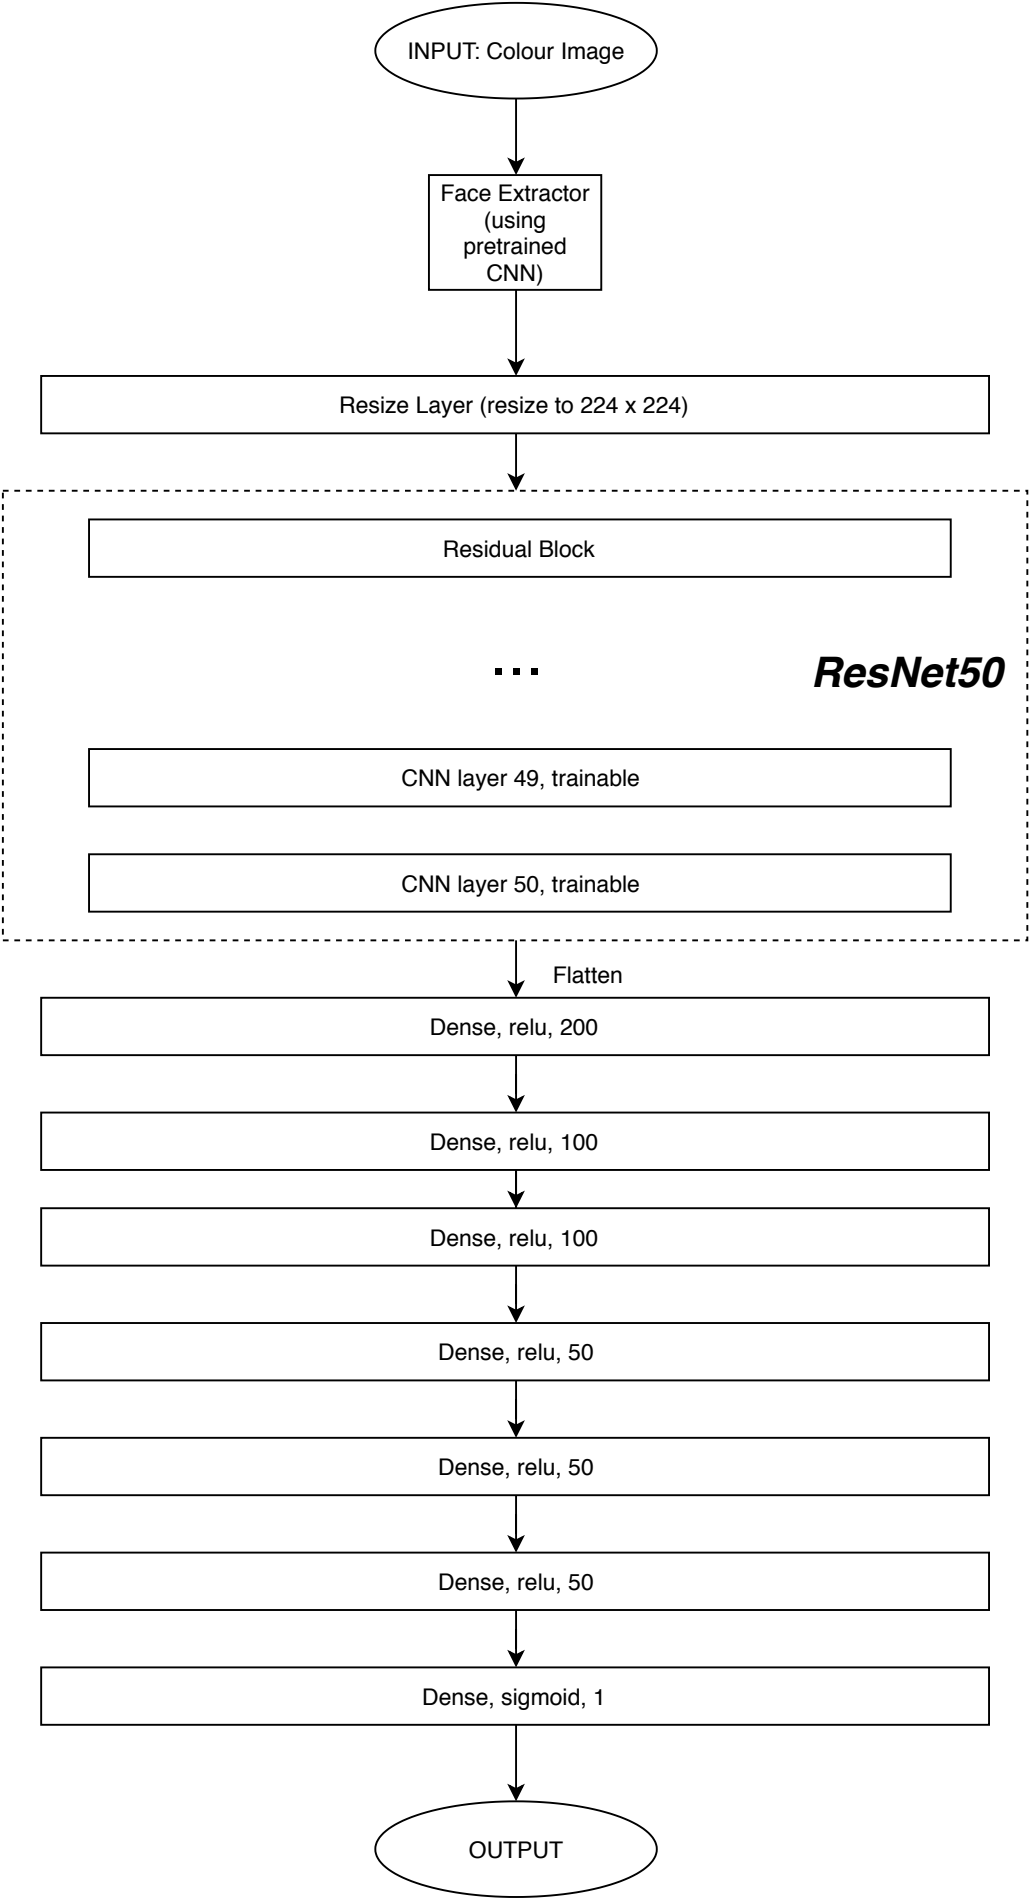 INPUT: Colour Image
Face Extractor
(using
pretrained
CNN)
Resize Layer (resize to 224 x 224)
Residual Block
...
ResNet50
CNN layer 49, trainable
CNN layer 50, trainable
Flatten
Dense, relu, 200
Dense, relu, 100
Dense, relu, 100
Dense, relu, 50
Dense, relu, 50
Dense, relu, 50
Dense, sigmoid, 1
OUTPUT